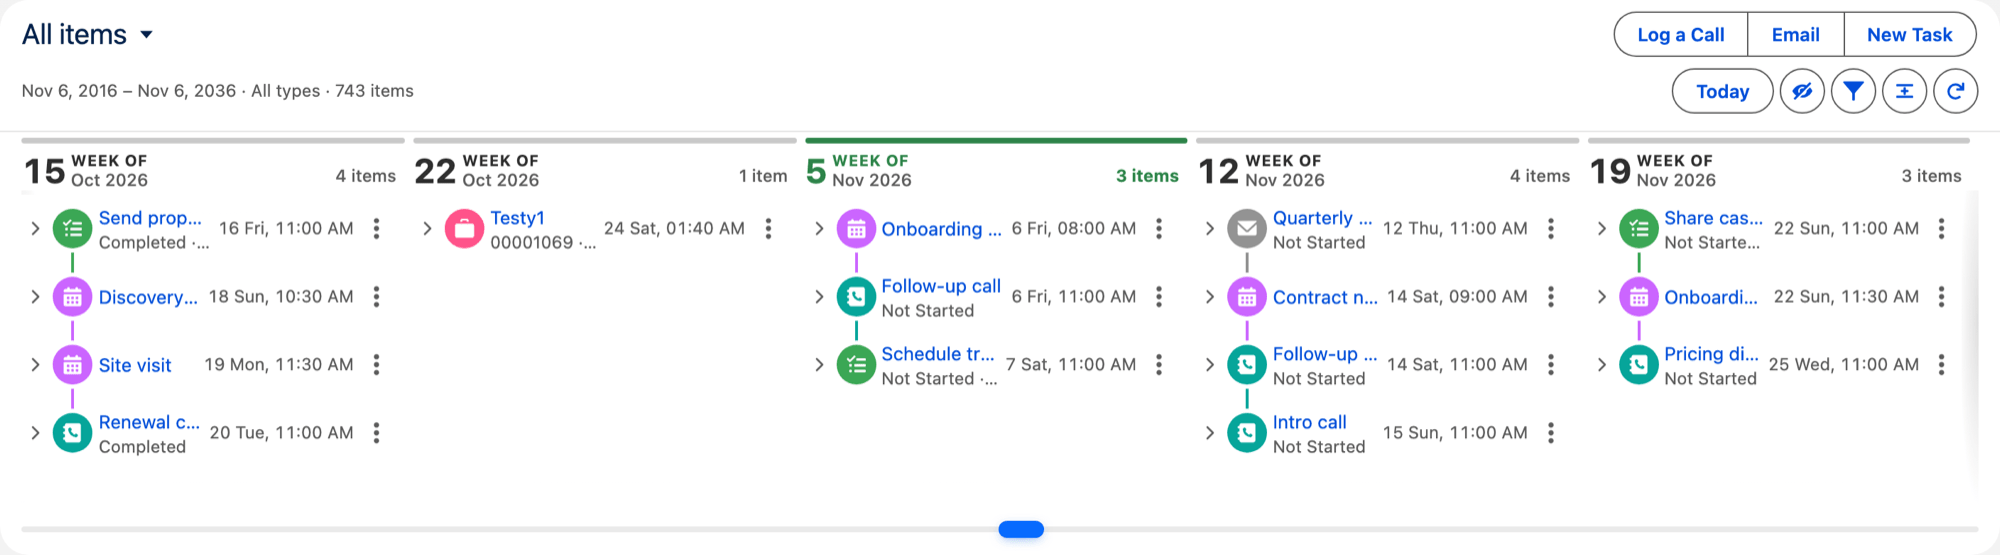 All items
Log a Call
Email
New Task
Nov 6, 2016 – Nov 6, 2036 · All types · 743 items
Today
15 WEEK OF
Oct 2026
4 items
Send prop... 16 Fri, 11:00 AM
Completed ·...
Discovery... 18 Sun, 10:30 AM
Site visit 19 Mon, 11:30 AM
Renewal c... 20 Tue, 11:00 AM
Completed
22 WEEK OF
Oct 2026
1 item
Testy1 24 Sat, 01:40 AM
00001069 ·...
5 WEEK OF
Nov 2026
3 items
Onboarding ... 6 Fri, 08:00 AM
Follow-up call 6 Fri, 11:00 AM
Not Started
Schedule tr... 7 Sat, 11:00 AM
Not Started ·...
12 WEEK OF
Nov 2026
4 items
Quarterly ... 12 Thu, 11:00 AM
Not Started
Contract n... 14 Sat, 09:00 AM
Follow-up ... 14 Sat, 11:00 AM
Not Started
Intro call 15 Sun, 11:00 AM
Not Started
19 WEEK OF
Nov 2026
3 items
Share cas... 22 Sun, 11:00 AM
Not Starte...
Onboardi... 22 Sun, 11:30 AM
Pricing di... 25 Wed, 11:00 AM
Not Started